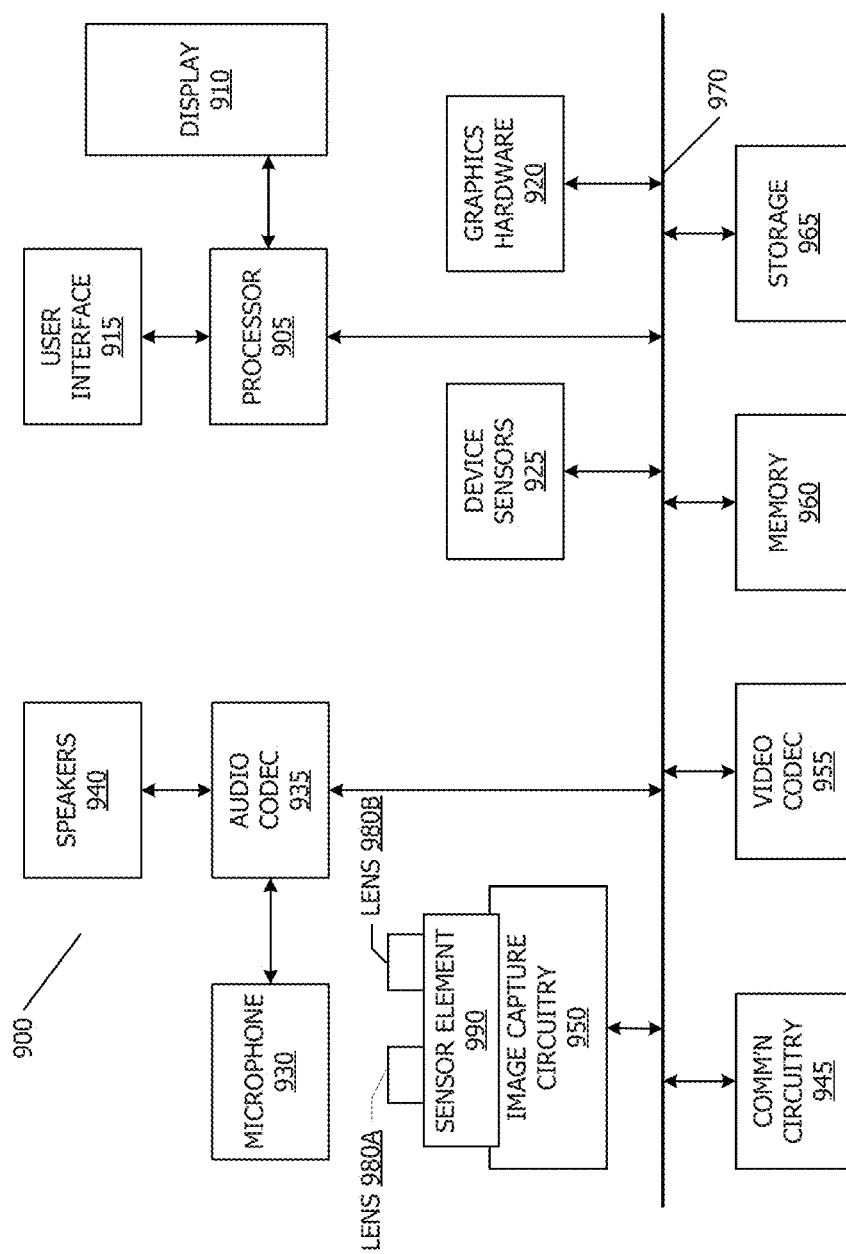 900
SPEAKERS
940
USER
INTERFACE
915
DISPLAY
910
MICROPHONE
930
AUDIO
CODEC
935
PROCESSOR
905
LENS 980A
LENS 980B
SENSOR ELEMENT
990
IMAGE CAPTURE
CIRCUITRY
950
DEVICE
SENSORS
925
GRAPHICS
HARDWARE
920
970
COMM'N
CIRCUITRY
945
VIDEO
CODEC
955
MEMORY
960
STORAGE
965